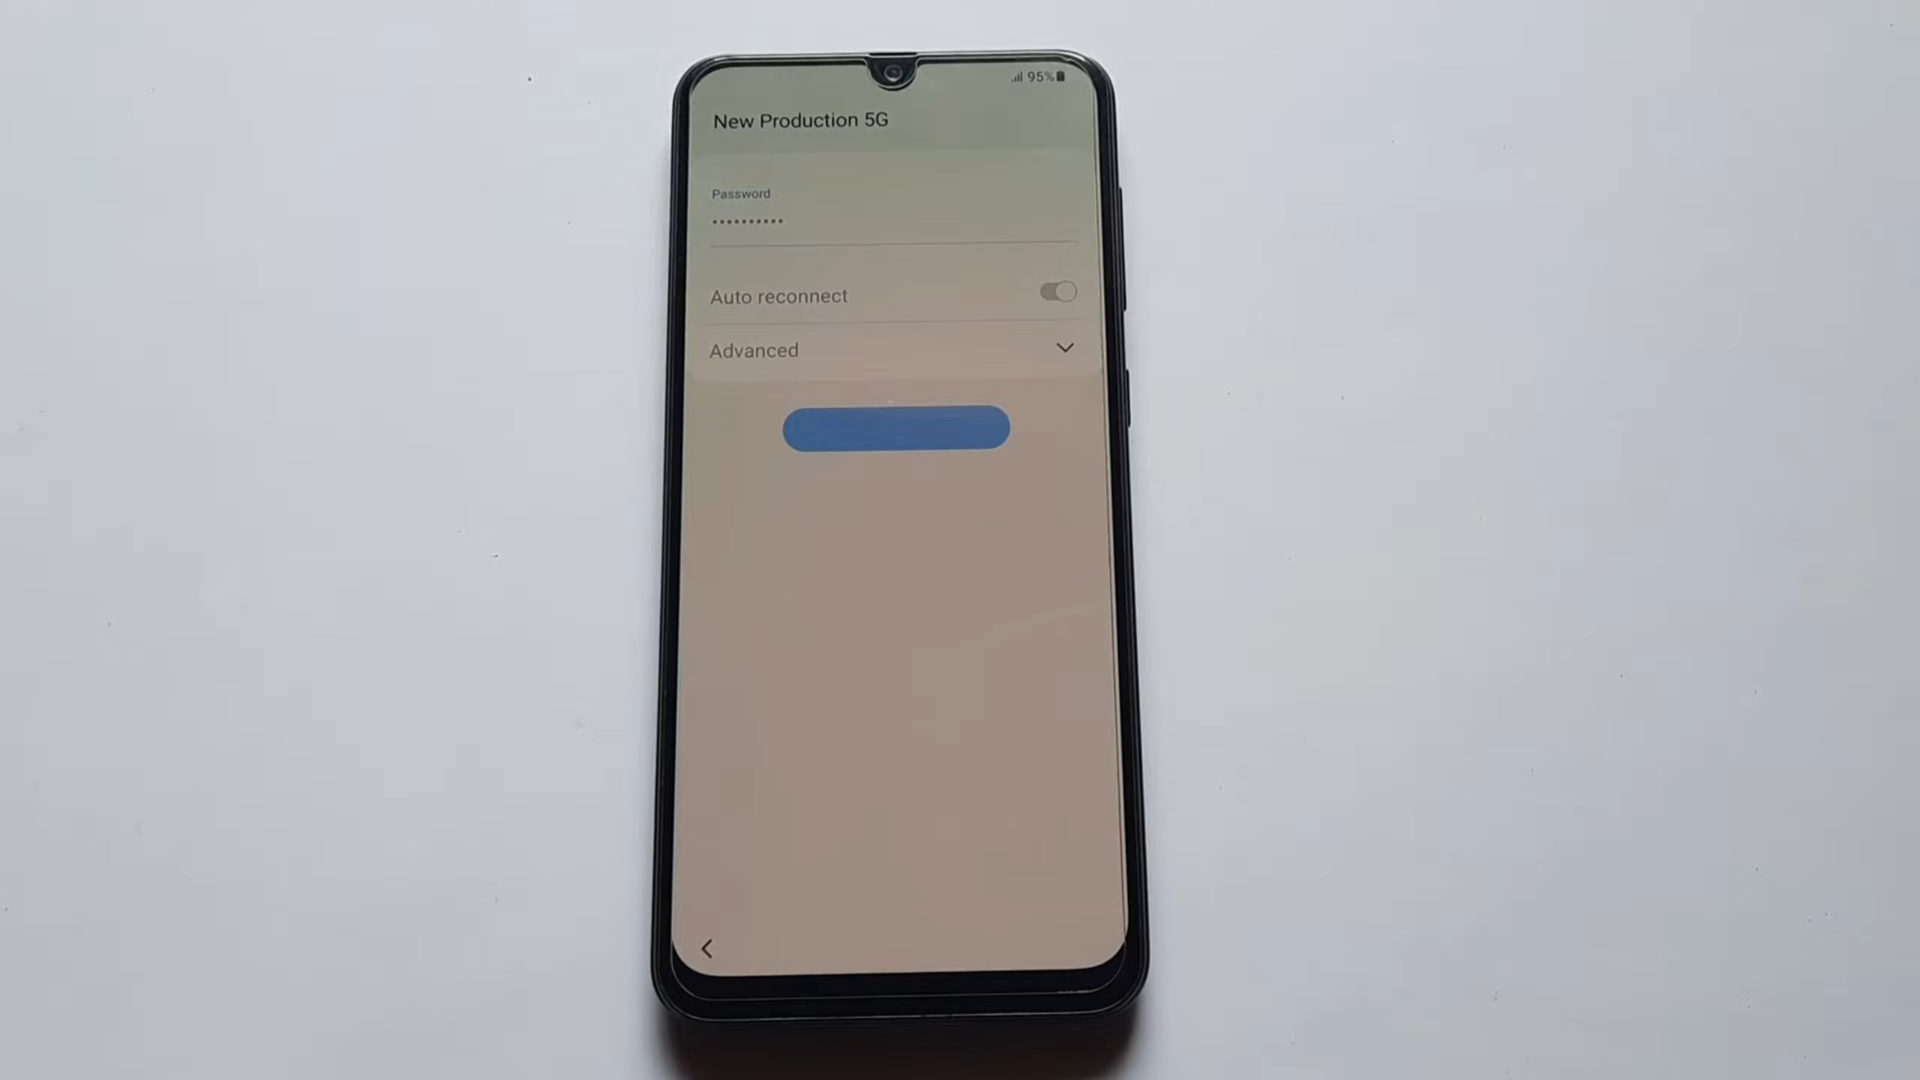 95%
New Production 5G
Password
••••••••••
Auto reconnect
Advanced